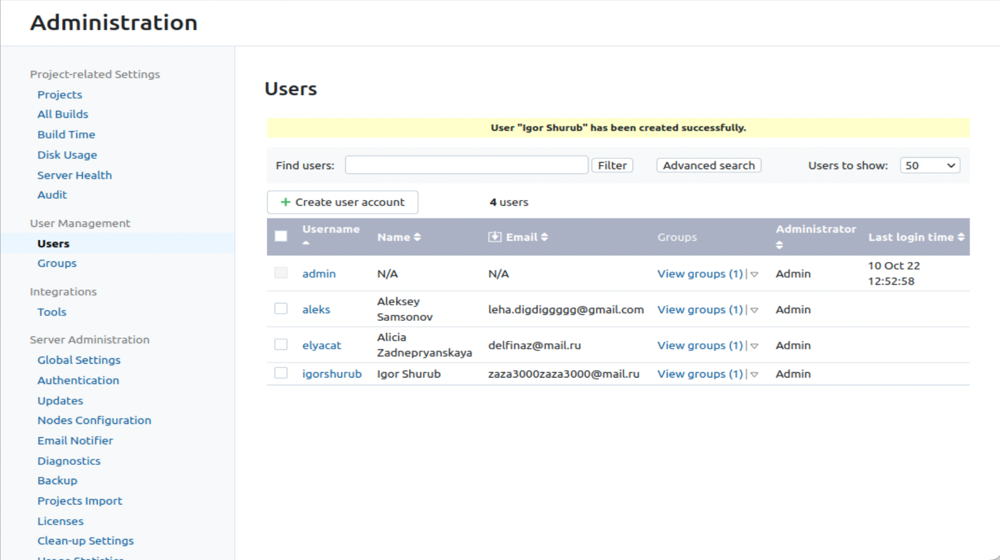 Administration
Project-related Settings
Projects
All Builds
Build Time
Disk Usage
Server Health
Audit
User Management
Users
Groups
Integrations
Tools
Server Administration
Global Settings
Authentication
Updates
Nodes Configuration
Email Notifier
Diagnostics
Backup
Projects Import
Licenses
Clean-up Settings
Users
User "Igor Shurub" has been created successfully.
Find users: Filter Advanced search Users to show: 50
+ Create user account 4 users
Username Name Email Groups Administrator Last login time
admin N/A N/A View groups (1) | Admin 10 Oct 22
12:52:58
aleks Aleksey leha.digdiggggg@gmail.com View groups (1) | Admin
Samsonov
elyacat Alicia delfinaz@mail.ru View groups (1) | Admin
Zadnepryanskaya
igorshurub Igor Shurub zaza3000zaza3000@mail.ru View groups (1) | Admin